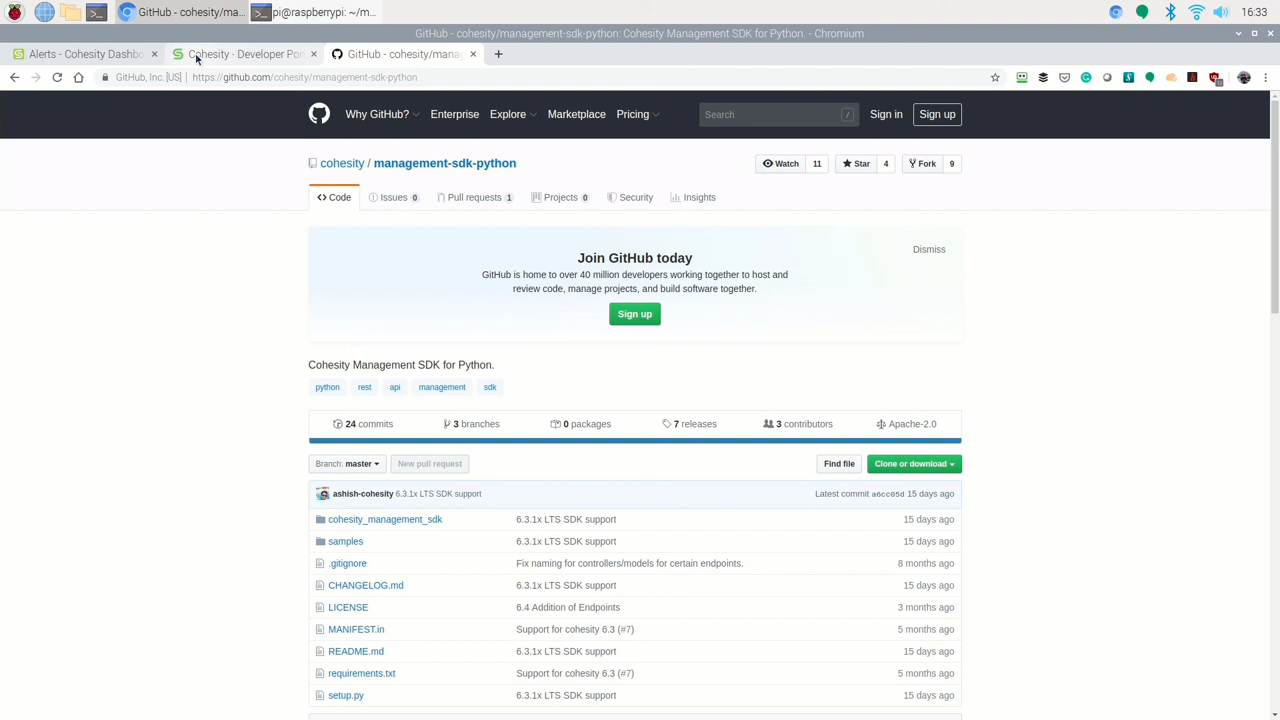 GitHub - cohesity/ma... pi@raspberrypi: ~/m... 16:33
GitHub - cohesity/management-sdk-python: Cohesity Management SDK for Python. - Chromium
Alerts - Cohesity Dashbo × Cohesity - Developer Por × GitHub - cohesity/mana × +
GitHub, Inc. [US] | https://github.com/cohesity/management-sdk-python
Why GitHub? Enterprise Explore Marketplace Pricing Search / Sign in Sign up
cohesity / management-sdk-python Watch 11 Star 4 Fork 9
Code Issues 0 Pull requests 1 Projects 0 Security Insights
Dismiss
Join GitHub today
GitHub is home to over 40 million developers working together to host and
review code, manage projects, and build software together.
Sign up
Cohesity Management SDK for Python.
python rest api management sdk
24 commits 3 branches 0 packages 7 releases 3 contributors Apache-2.0
Branch: master New pull request Find file Clone or download
ashish-cohesity 6.3.1x LTS SDK support Latest commit a6cc05d 15 days ago
cohesity_management_sdk 6.3.1x LTS SDK support 15 days ago
samples 6.3.1x LTS SDK support 15 days ago
.gitignore Fix naming for controllers/models for certain endpoints. 8 months ago
CHANGELOG.md 6.3.1x LTS SDK support 15 days ago
LICENSE 6.4 Addition of Endpoints 3 months ago
MANIFEST.in Support for cohesity 6.3 (#7) 5 months ago
README.md 6.3.1x LTS SDK support 15 days ago
requirements.txt Support for cohesity 6.3 (#7) 5 months ago
setup.py 6.3.1x LTS SDK support 15 days ago